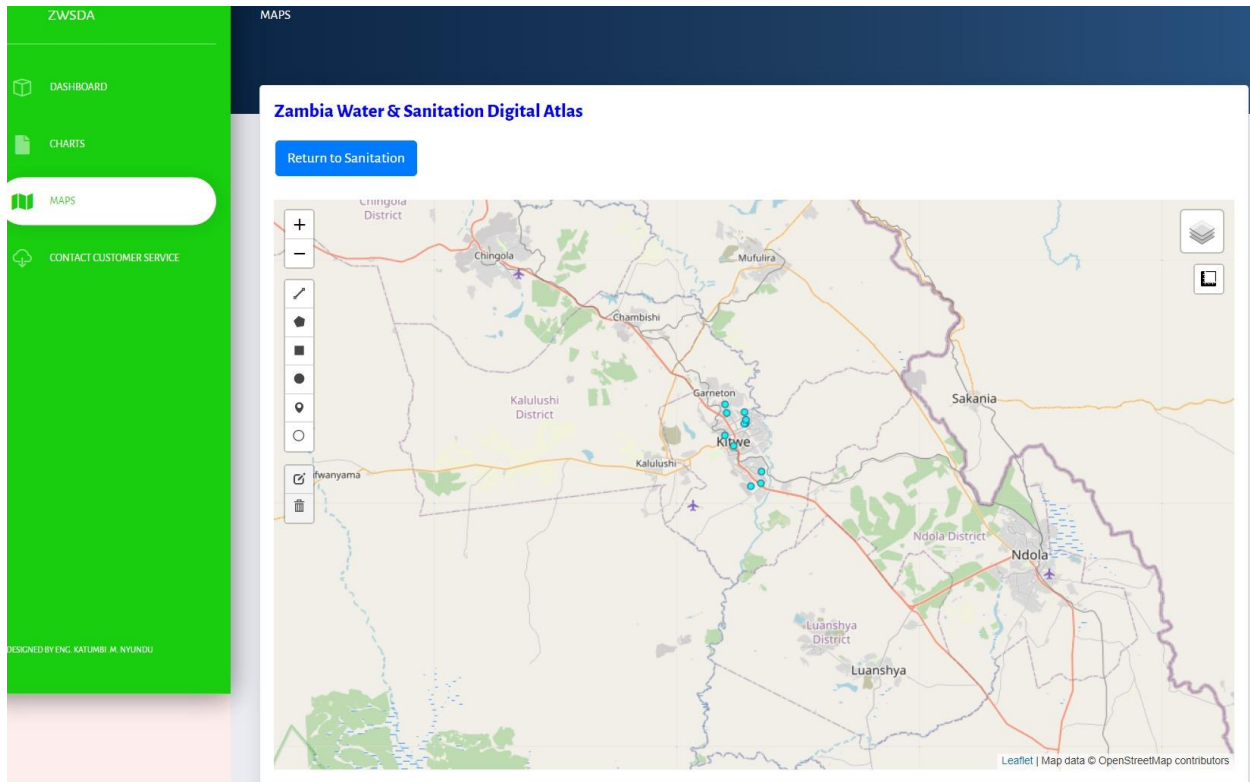 ZWSDA
MAPS
DASHBOARD
CHARTS
MAPS
CONTACT CUSTOMER SERVICE
DESIGNED BY ENG. KATUMBI .M. NYUNDU
Zambia Water & Sanitation Digital Atlas
Return to Sanitation
+
−
Chingola
District
Chingola
Mufulira
Chambishi
Garneton
Kalulushi
District
Sakania
Kitwe
Kalulushi
fwanyama
Ndola District
Ndola
Luanshya
District
Luanshya
Leaflet | Map data © OpenStreetMap contributors